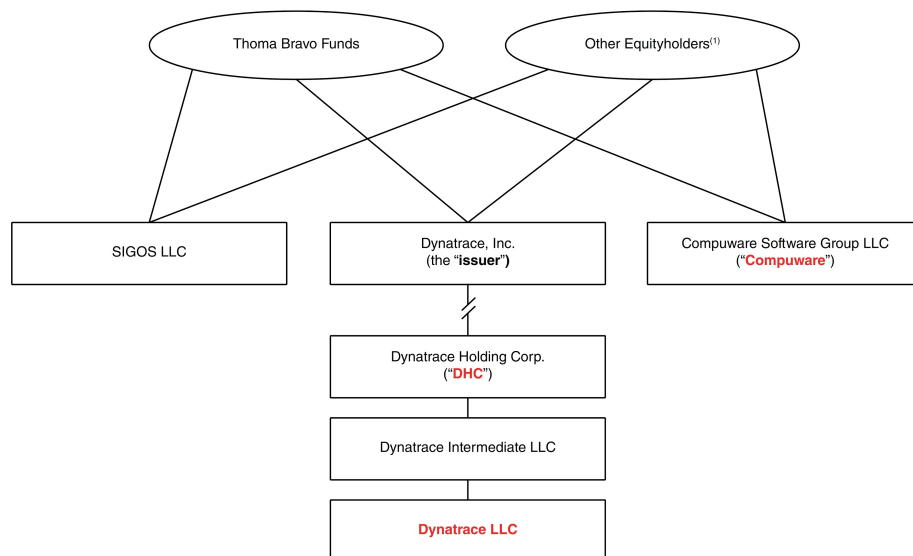 Thoma Bravo Funds
Other Equityholders(1)
SIGOS LLC
Dynatrace, Inc.
(the “issuer”)
Compuware Software Group LLC
(“Compuware”)
Dynatrace Holding Corp.
(“DHC”)
Dynatrace Intermediate LLC
Dynatrace LLC